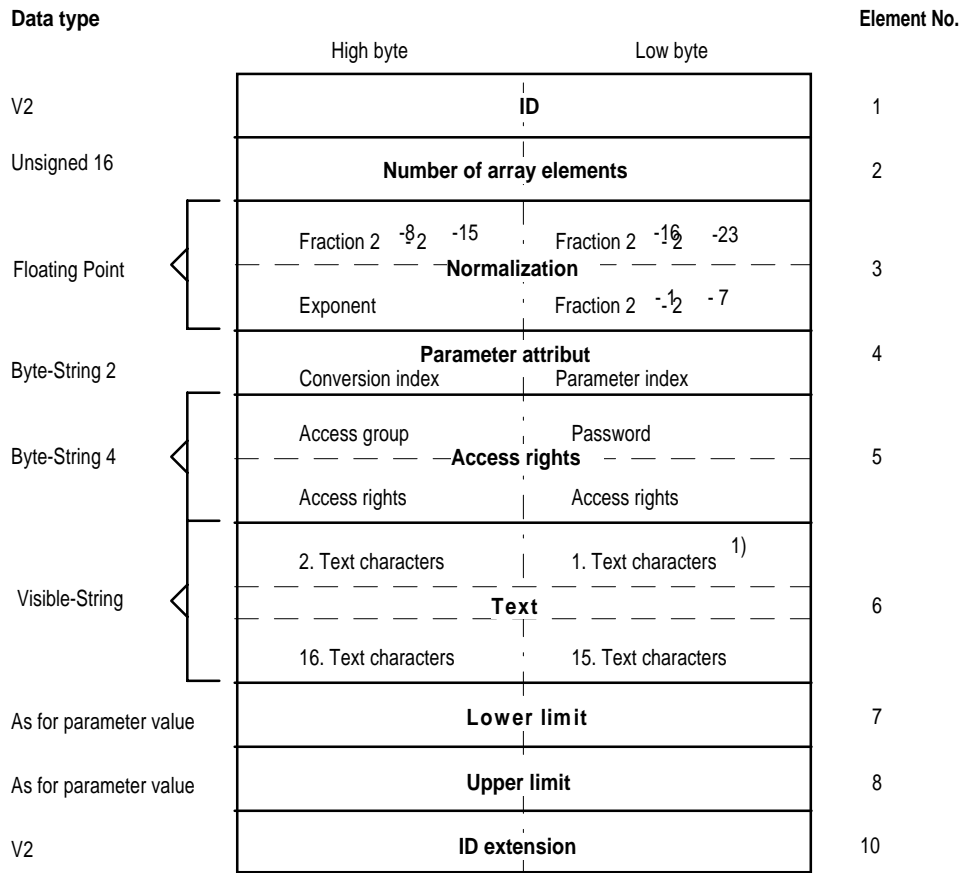 Data type Element No.
High byte Low byte
V2 ID 1
Unsigned 16 Number of array elements 2
Fraction 2 -8 - 2 -15 Fraction 2 -16 - 2 -23
Floating Point Normalization 3
Exponent Fraction 2 - 1 - 2 - 7
Parameter attribut 4
Byte-String 2 Conversion index Parameter index
Access group Password
Byte-String 4 Access rights 5
Access rights Access rights
2. Text characters 1. Text characters 1)
Visible-String Text 6
16. Text characters 15. Text characters
As for parameter value Lower limit 7
As for parameter value Upper limit 8
V2 ID extension 10